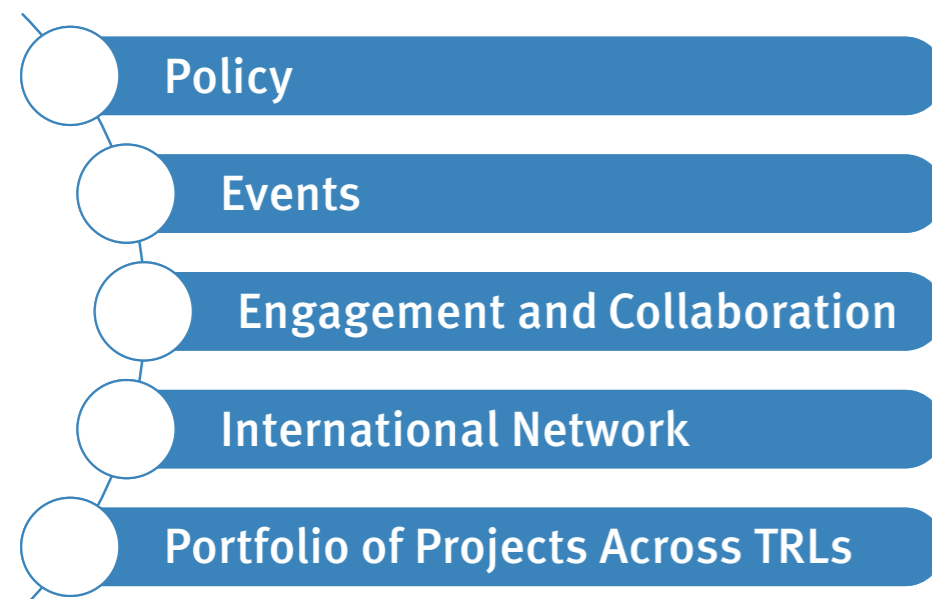 Policy
Events
Engagement and Collaboration
International Network
Portfolio of Projects Across TRLs